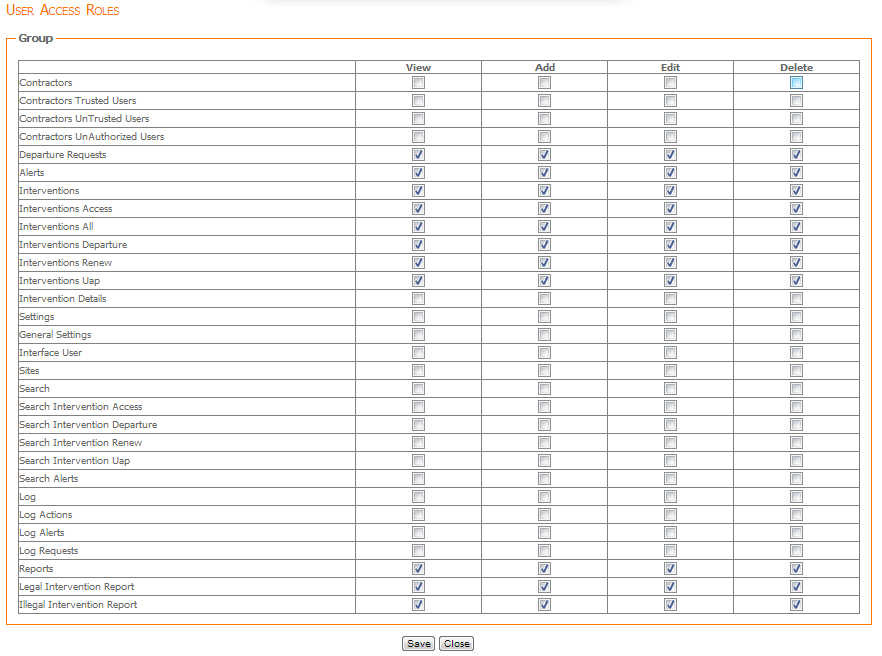 User Access Roles
Group
View Add Edit Delete
Contractors
Contractors Trusted Users
Contractors UnTrusted Users
Contractors UnAuthorized Users
Departure Requests
Alerts
Interventions
Interventions Access
Interventions All
Interventions Departure
Interventions Renew
Interventions Uap
Intervention Details
Settings
General Settings
Interface User
Sites
Search
Search Intervention Access
Search Intervention Departure
Search Intervention Renew
Search Intervention Uap
Search Alerts
Log
Log Actions
Log Alerts
Log Requests
Reports
Legal Intervention Report
Illegal Intervention Report
Save Close